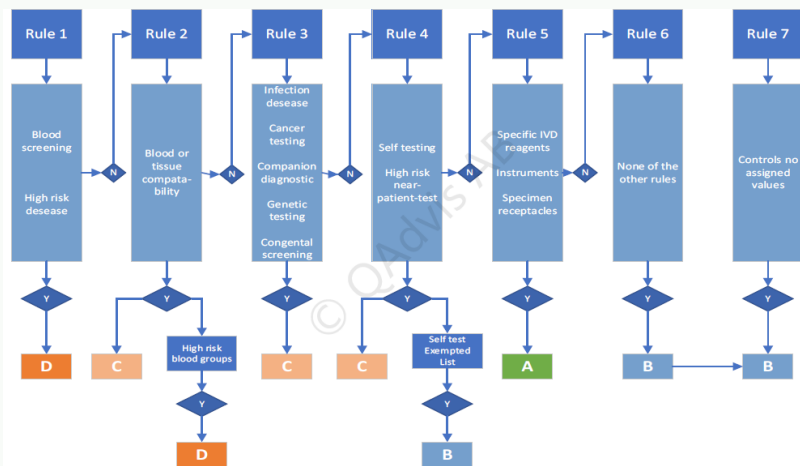 Rule 1
Rule 2
Rule 3
Rule 4
Rule 5
Rule 6
Rule 7
Blood
screening
High risk
desease
N
Blood or
tissue
compata-
bility
N
Infection
desease
Cancer
testing
Companion
diagnostic
Genetic
testing
Congental
screening
N
Self testing
High risk
near-
patient-test
N
Specific IVD
reagents
Instruments
Specimen
receptacles
N
None of the
other rules
Controls no
assigned
values
Y
Y
Y
Y
Y
Y
Y
High risk
blood groups
Self test
Exempted
List
D
C
C
C
A
B
B
Y
Y
D
B
© QAdvis AB